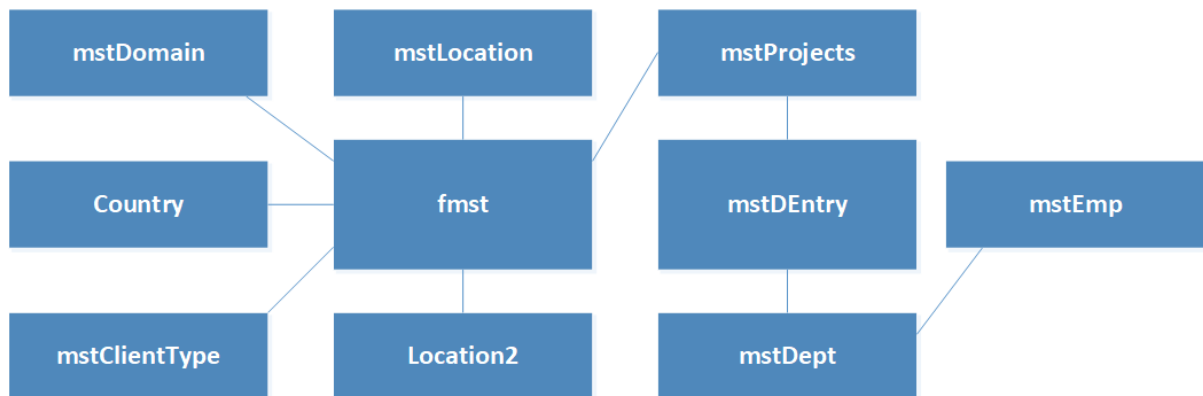 mstDomain
mstLocation
mstProjects
Country
fmst
mstDEntry
mstEmp
mstClientType
Location2
mstDept